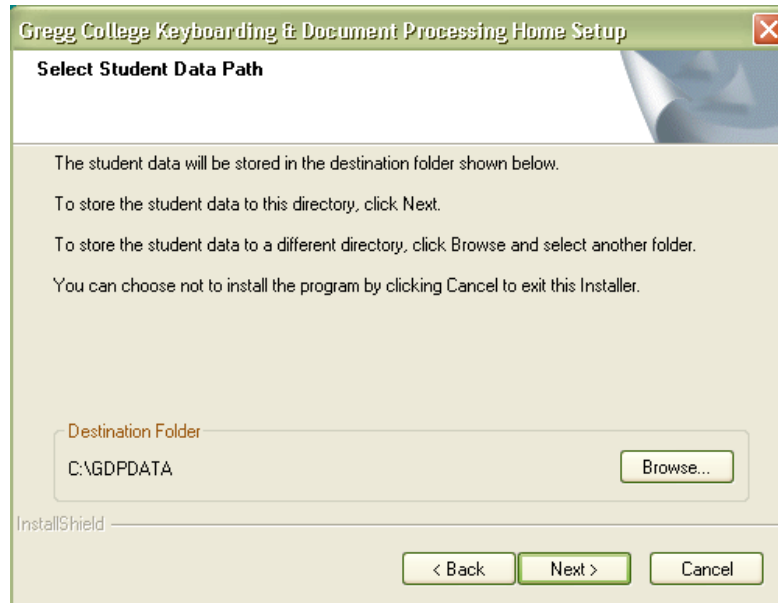 Gregg College Keyboarding & Document Processing Home Setup
Select Student Data Path
The student data will be stored in the destination folder shown below.
To store the student data to this directory, click Next.
To store the student data to a different directory, click Browse and select another folder.
You can choose not to install the program by clicking Cancel to exit this Installer.
Destination Folder
C:\GDPDATA
Browse...
InstallShield
< Back
Next >
Cancel